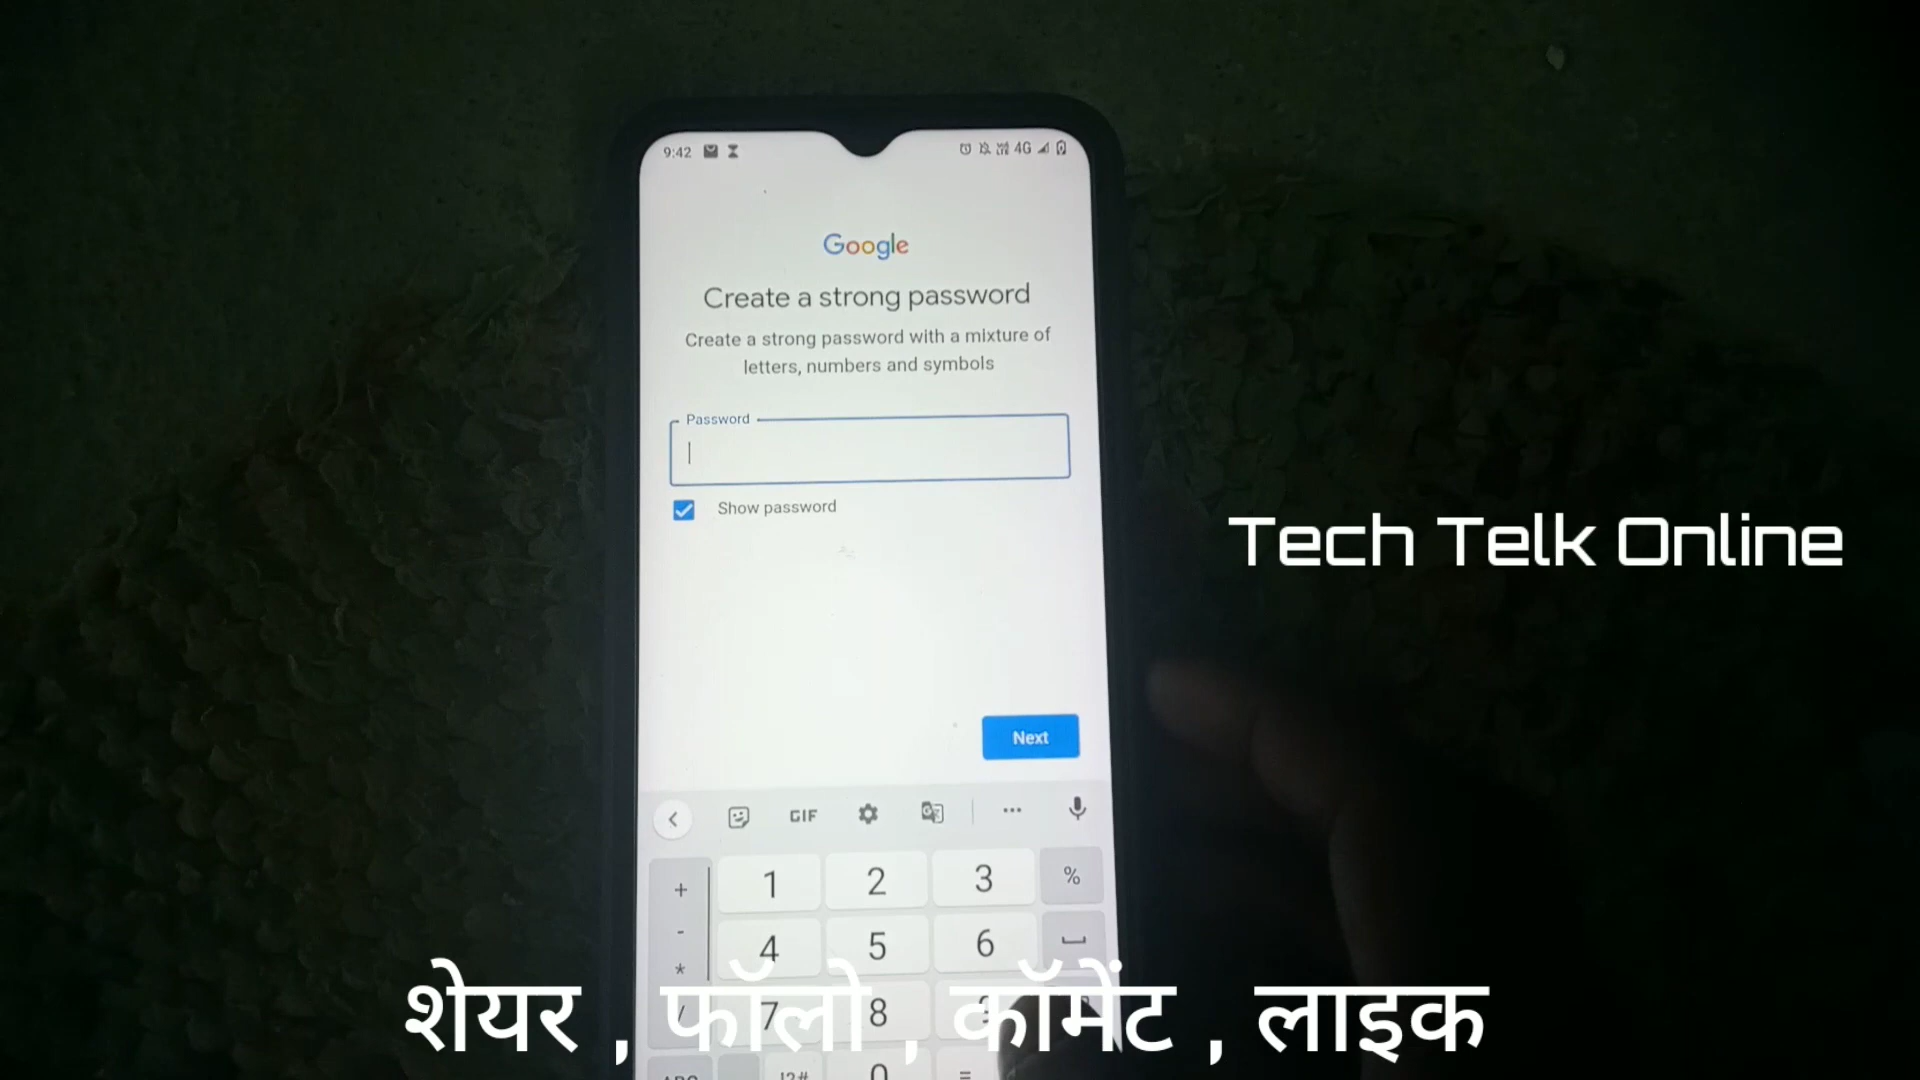 9:42
4G
Google
Create a strong password
Create a strong password with a mixture of
letters, numbers and symbols
Password
Show password
Tech Telk Online
Next
GIF
+ 1 2 3 %
-
4 5 6
*
/ 7 8
0 =
शेयर , फॉलो , कॉमेंट , लाइक